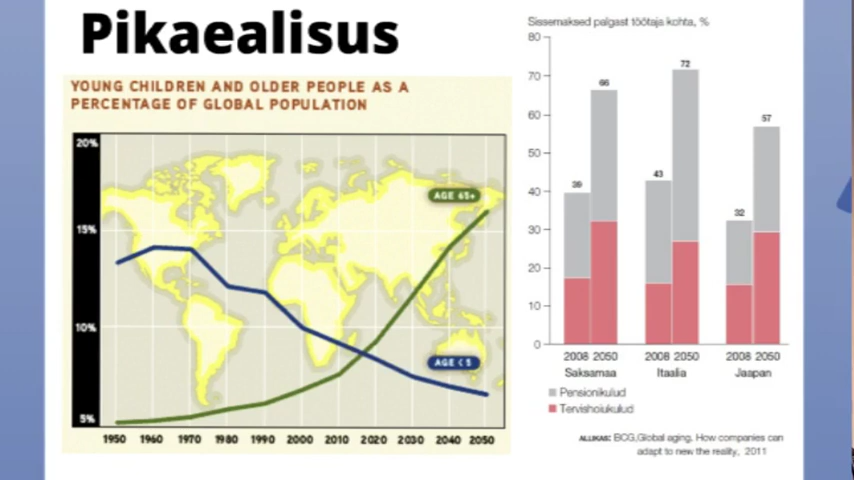 Pikaealisus
YOUNG CHILDREN AND OLDER PEOPLE AS A
PERCENTAGE OF GLOBAL POPULATION
20%
15%
10%
5%
AGE 65+
AGE < 5
1950 1960 1970 1980 1990 2000 2010 2020 2030 2040 2050
Sissemaksed palgast töötaja kohta, %
80
70
60
50
40
30
20
10
0
39
66
43
72
32
57
2008 2050 2008 2050 2008 2050
Saksamaa Itaalia Jaapan
Pensionikulud
Tervishoiukulud
ALLIKAS: BCG,Global aging. How companies can
adapt to new the reality, 2011